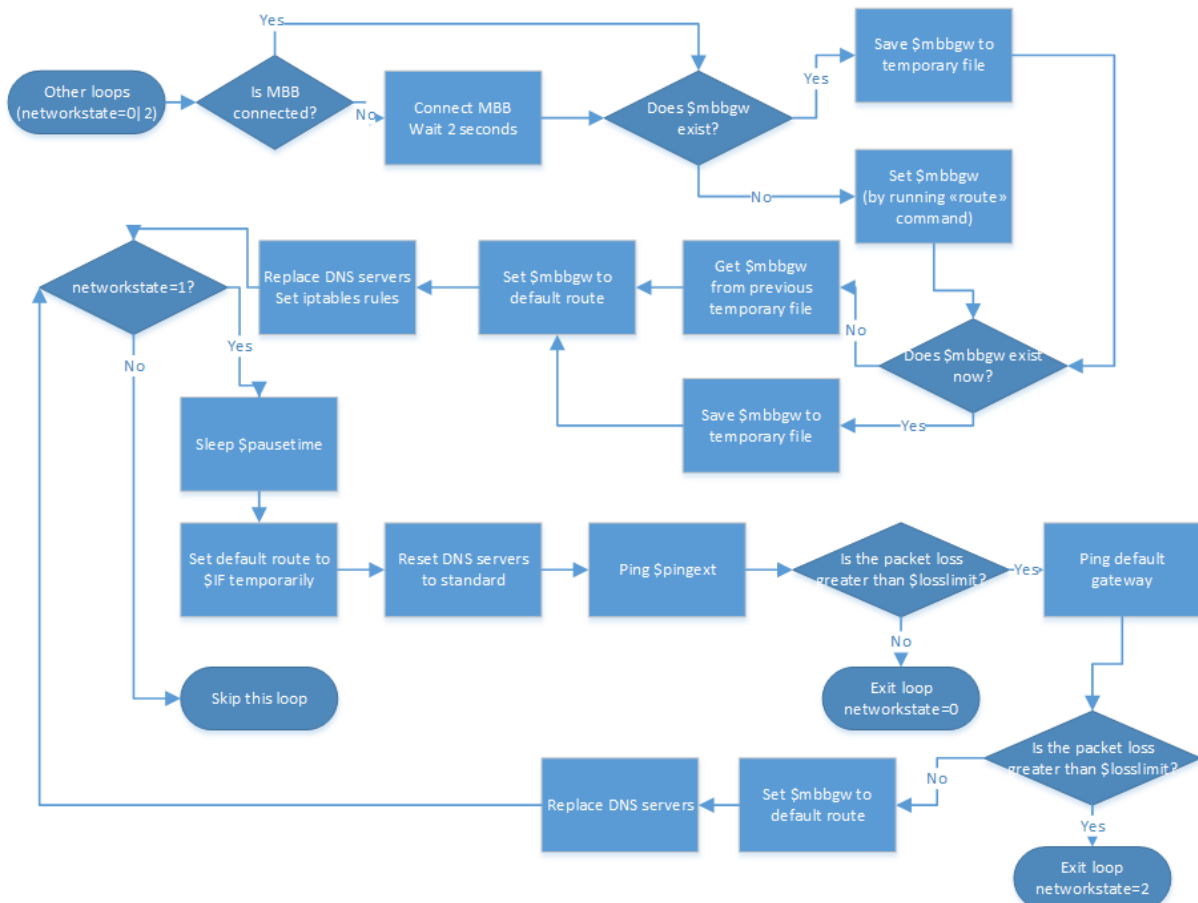 Yes
Other loops
(networkstate=0| 2)
Is MBB
connected?
No
Connect MBB
Wait 2 seconds
Does $mbbgw
exist?
Yes
Save $mbbgw to
temporary file
No
Set $mbbgw
(by running «route»
command)
networkstate=1?
Replace DNS servers
Set iptables rules
Set $mbbgw to
default route
Get $mbbgw
from previous
temporary file
No
Does $mbbgw exist
now?
Yes
No
Save $mbbgw to
temporary file
Yes
Sleep $pausetime
Set default route to
$IF temporarily
Reset DNS servers
to standard
Ping $pingext
Is the packet loss
greater than $losslimit?
Yes
Ping default
gateway
No
Skip this loop
Exit loop
networkstate=0
Is the packet loss
greater than $losslimit?
No
Replace DNS servers
Set $mbbgw to
default route
Yes
Exit loop
networkstate=2